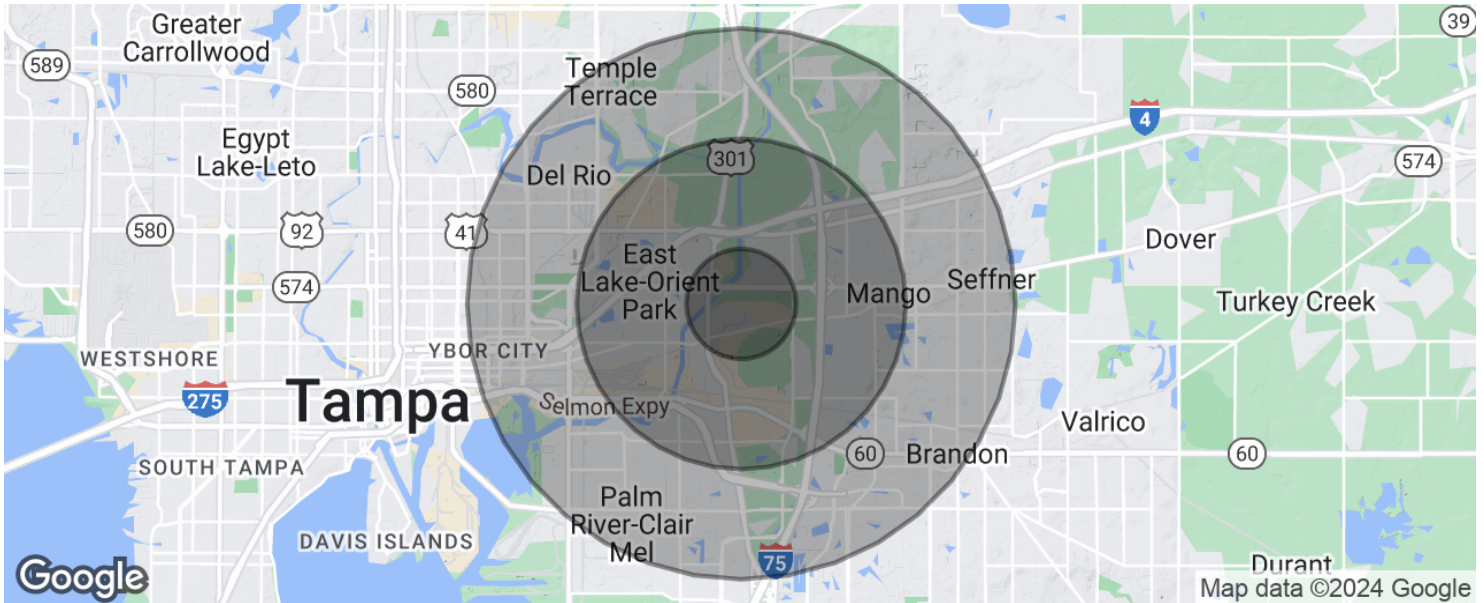 Greater
Carrollwood
39
589
Temple
Terrace
580
4
Egypt
Lake-Leto
301
574
Del Rio
580
92
41
Dover
East
Lake-Orient
Park
574
Mango
Seffner
Turkey Creek
WESTSHORE
YBOR CITY
275
Tampa
Selmon Expy
Valrico
60
Brandon
60
SOUTH TAMPA
Palm
River-Clair
Mel
DAVIS ISLANDS
75
Durant
Google
Map data ©2024 Google